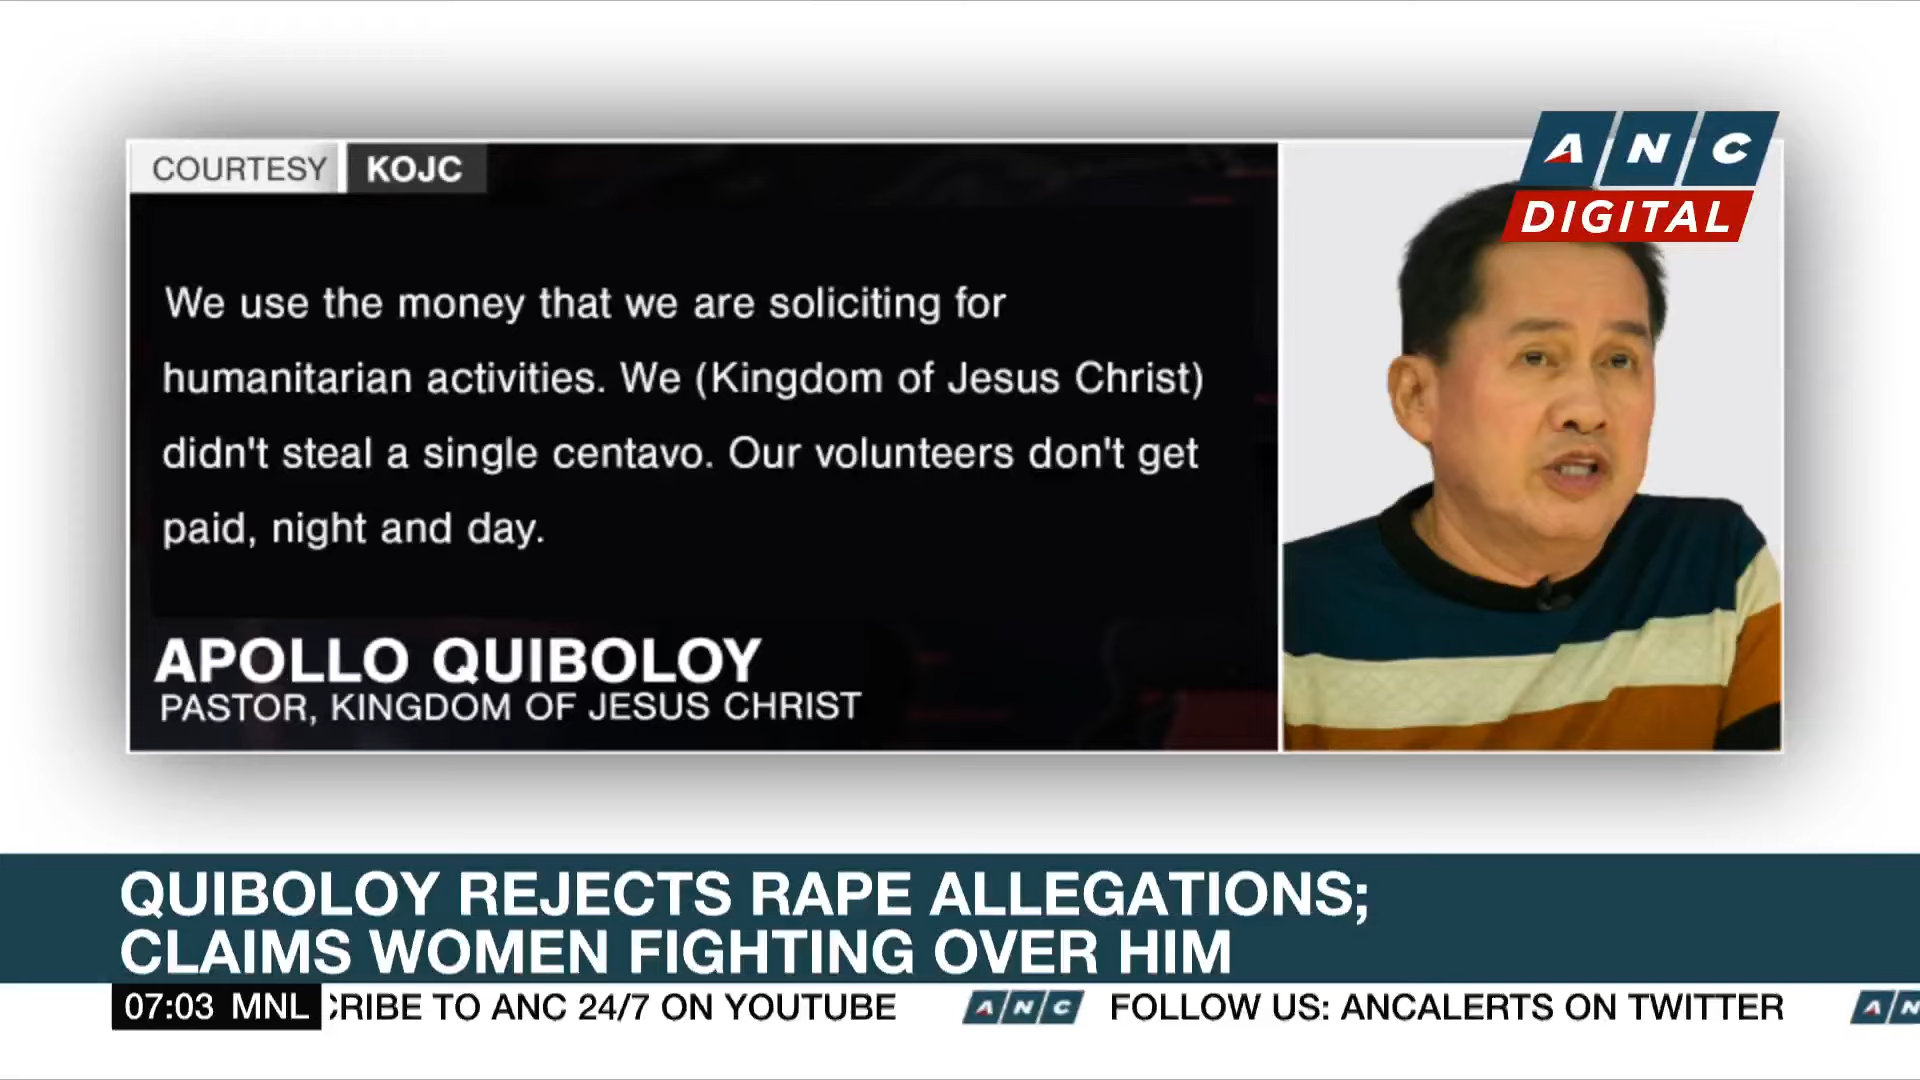 COURTESY KOJC
ANC
DIGITAL
We use the money that we are soliciting for
humanitarian activities. We (Kingdom of Jesus Christ)
didn't steal a single centavo. Our volunteers don't get
paid, night and day.
APOLLO QUIBOLOY
PASTOR, KINGDOM OF JESUS CHRIST
QUIBOLOY REJECTS RAPE ALLEGATIONS;
CLAIMS WOMEN FIGHTING OVER HIM
07:03 MNL CRIBE TO ANC 24/7 ON YOUTUBE ANC FOLLOW US: ANCALERTS ON TWITTER AN